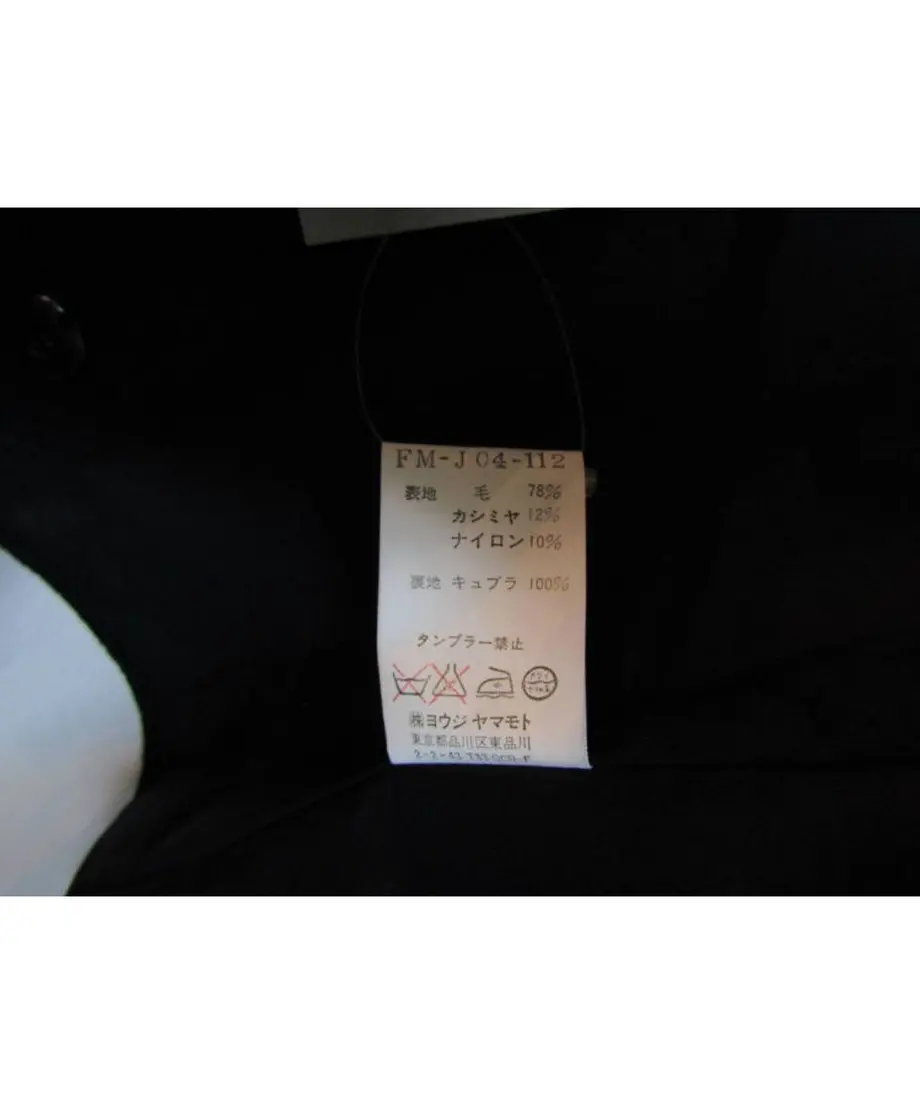 FM-J04-112
表地 毛 78%
カシミヤ 12%
ナイロン 10%
裏地 キュプラ 100%
タンブラー禁止
㈱ヨウジヤマモト
東京都品川区東品川